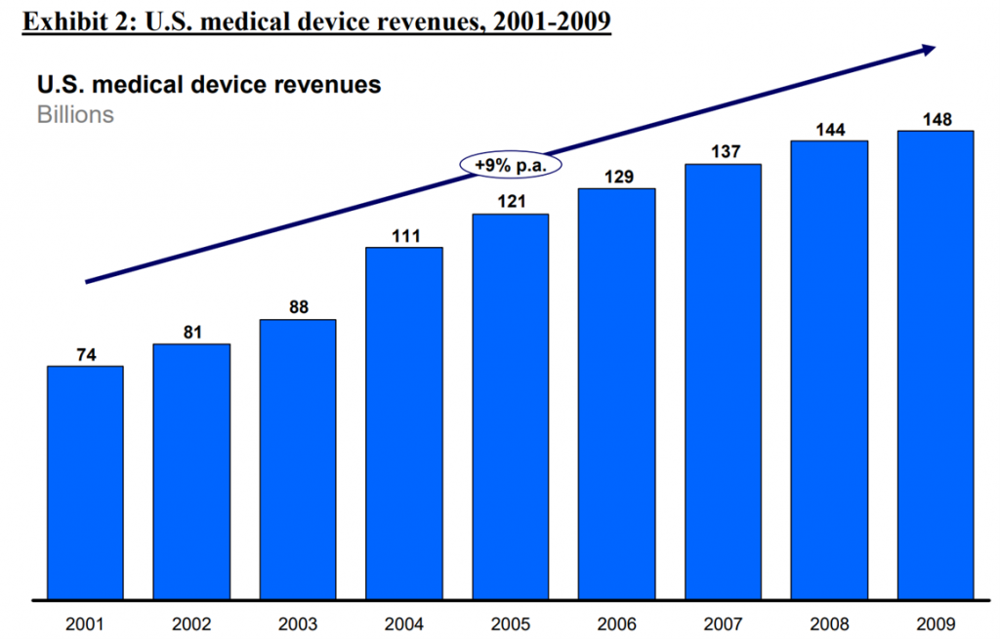 Exhibit 2: U.S. medical device revenues, 2001-2009
U.S. medical device revenues
Billions
+9% p.a.
74
81
88
111
121
129
137
144
148
2001 2002 2003 2004 2005 2006 2007 2008 2009